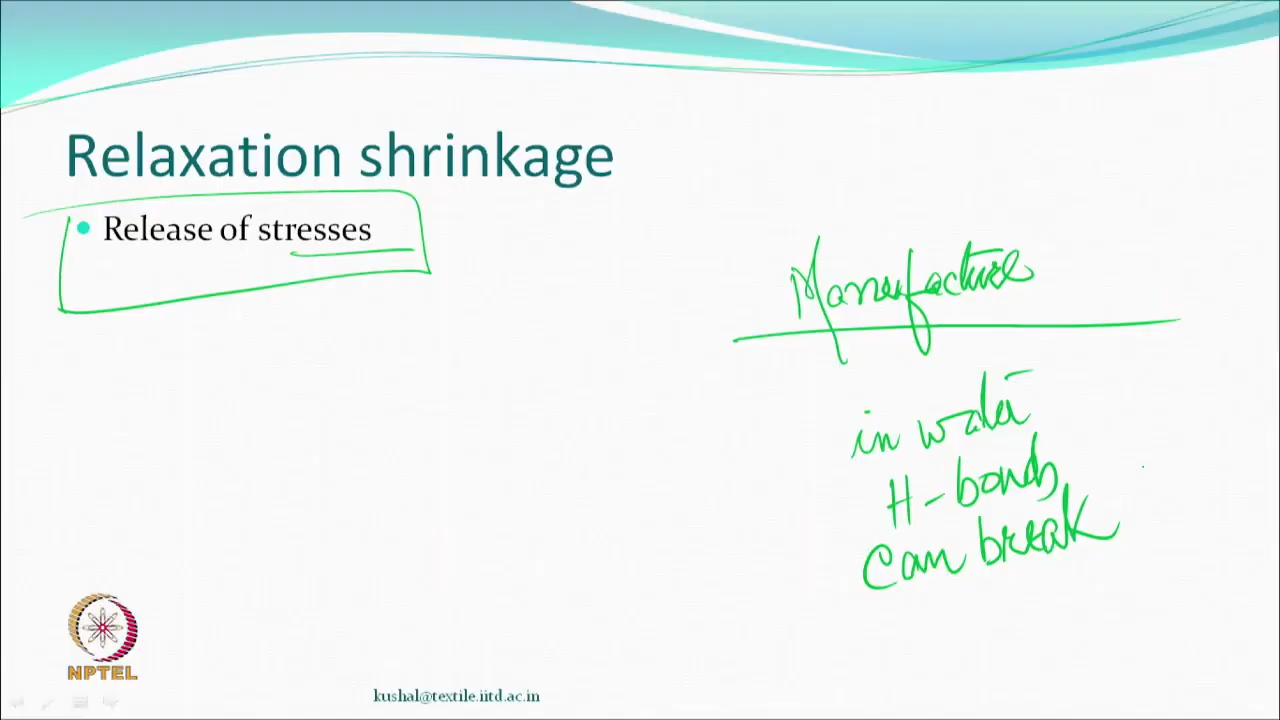 Relaxation shrinkage
• Release of stresses
Manufacture
in water
H-bonds
Can break
NPTEL
kushal@textile.iitd.ac.in